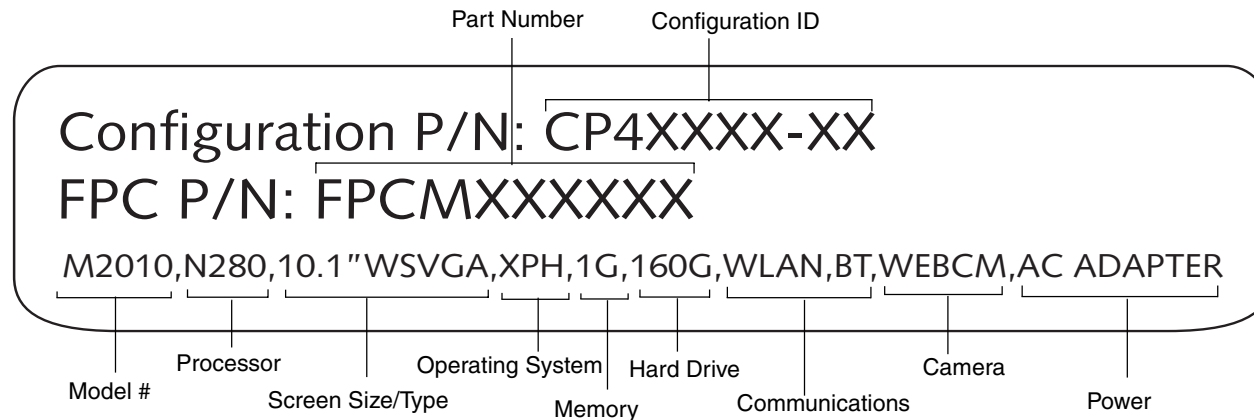 Part Number Configuration ID
Configuration P/N: CP4XXXX-XX
FPC P/N: FPCMXXXXXX
M2010,N280,10.1"WSVGA,XPH,1G,160G,WLAN,BT,WEBCM,AC ADAPTER
Processor Operating System Hard Drive Camera
Model # Screen Size/Type Memory Communications Power